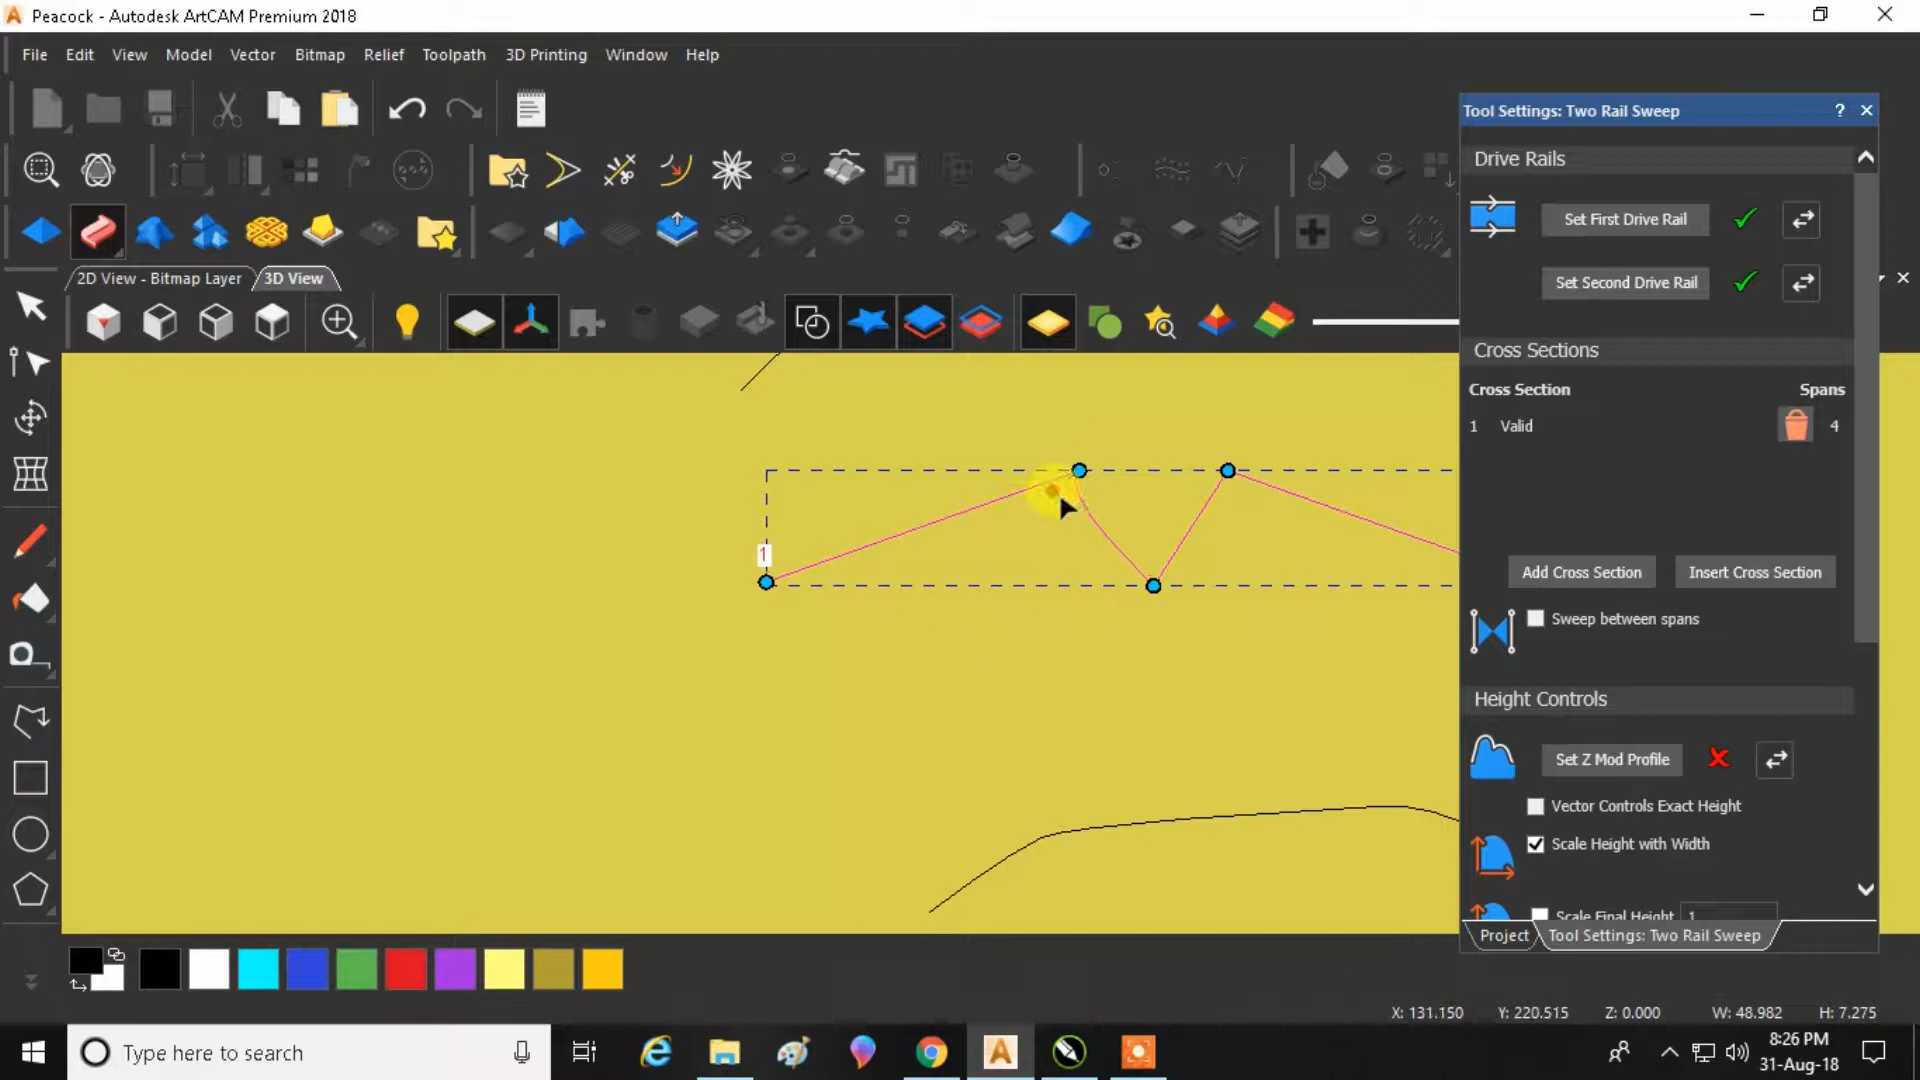 Peacock - Autodesk ArtCAM Premium 2018
File Edit View Model Vector Bitmap Relief Toolpath 3D Printing Window Help
Tool Settings: Two Rail Sweep ?
Drive Rails
Set First Drive Rail
2D View - Bitmap Layer 3D View
Set Second Drive Rail
Cross Sections
Cross Section Spans
1 Valid 4
1
Add Cross Section Insert Cross Section
Sweep between spans
Height Controls
Set Z Mod Profile
Vector Controls Exact Height
Scale Height with Width
Scale Final Height 1
Project Tool Settings: Two Rail Sweep
X: 131.150 Y: 220.515 Z: 0.000 W: 48.982 H: 7.275
Type here to search
8:26 PM
31-Aug-18